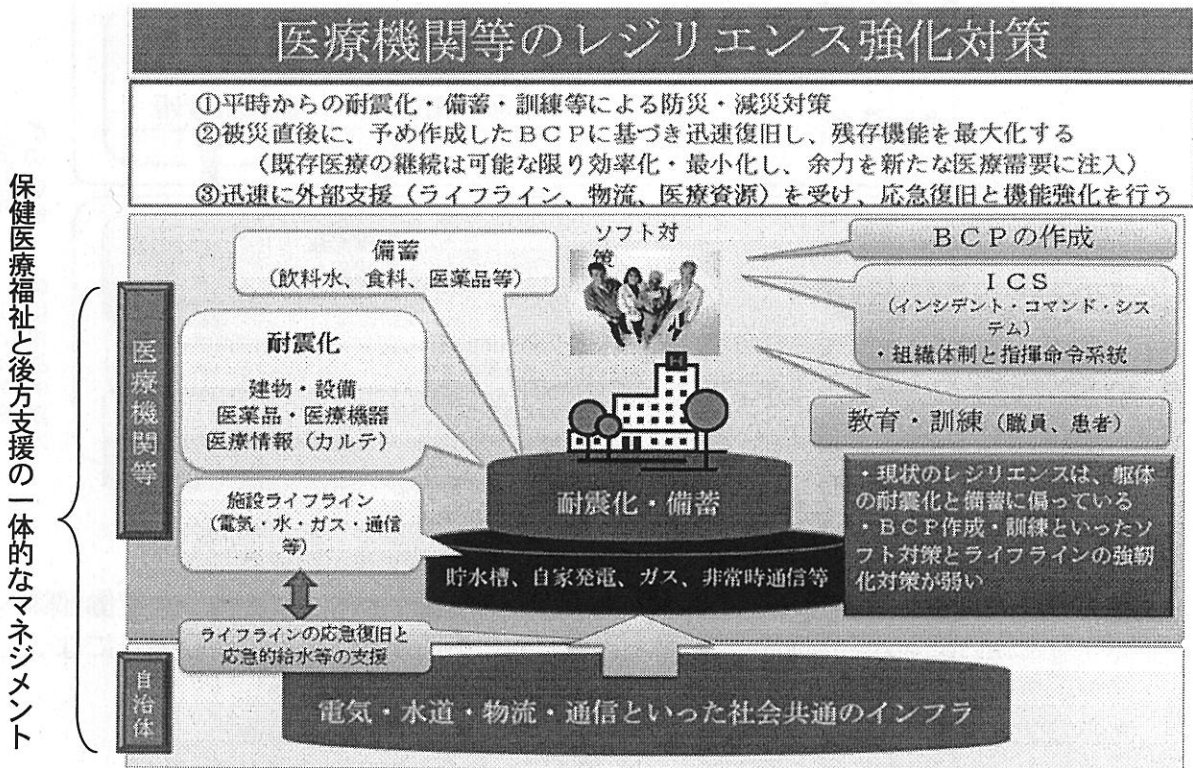 医療機関等のレジリエンス強化対策
①平時からの耐震化・備蓄・訓練等による防災・減災対策
②被災直後に、予め作成したBCPに基づき迅速復旧し、残存機能を最大化する
（既存医療の継続は可能な限り効率化・最小化し、余力を新たな医療需要に注入）
③迅速に外部支援（ライフライン、物流、医療資源）を受け、応急復旧と機能強化を行う
保健医療福祉と後方支援の一体的なマネジメント
医療機関等
備蓄
（飲料水、食料、医薬品等）
ソフト対
策
BCPの作成
ICS
（インシデント・コマンド・シス
テム）
・組織体制と指揮命令系統
耐震化
建物・設備
医薬品・医療機器
医療情報（カルテ）
H
教育・訓練（職員、患者）
施設ライフライン
（電気・水・ガス・通信
等）
耐震化・備蓄
貯水槽、自家発電、ガス、非常時通信等
・現状のレジリエンスは、躯体
の耐震化と備蓄に偏っている
・BCP作成・訓練といったソ
フト対策とライフラインの強靭
化対策が弱い
ライフラインの応急復旧と
応急的給水等の支援
自治体
電気・水道・物流・通信といった社会共通のインフラ